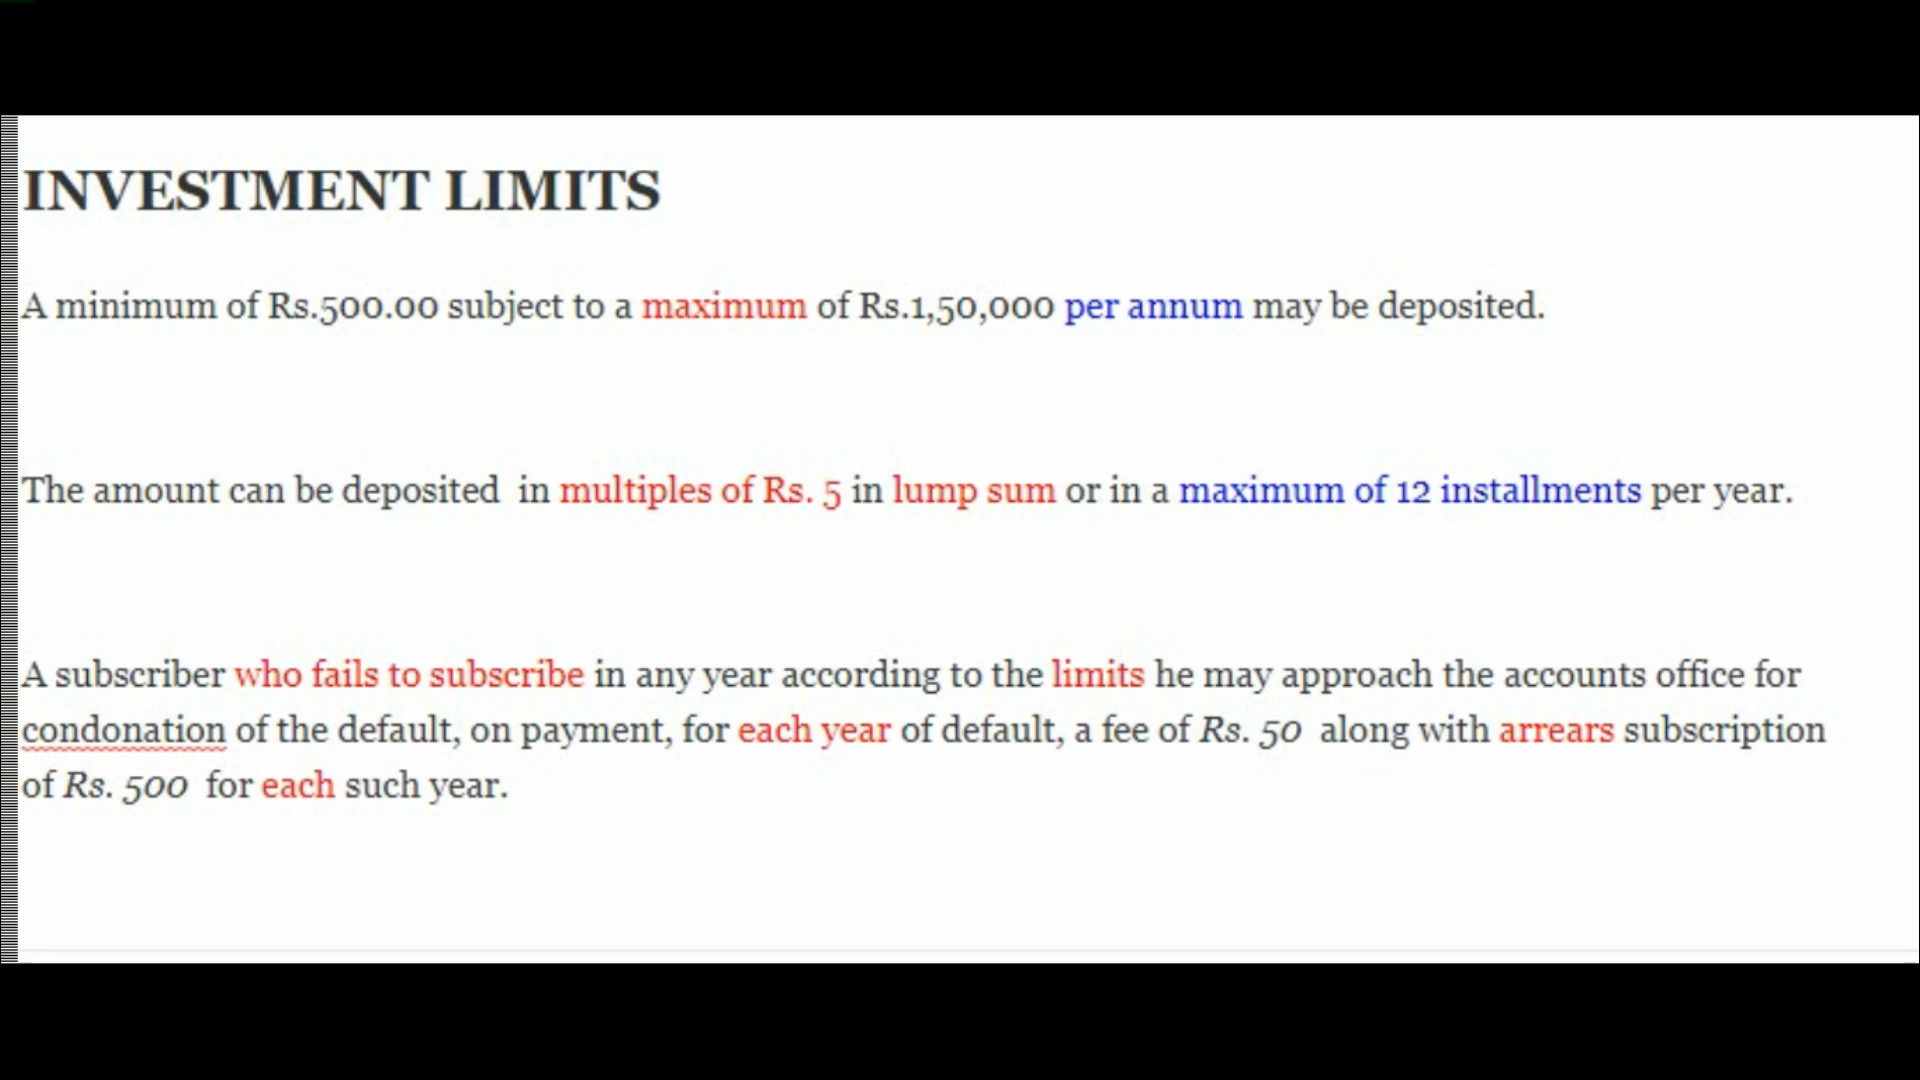 INVESTMENT LIMITS
A minimum of Rs.500.00 subject to a maximum of Rs.1,50,000 per annum may be deposited.
The amount can be deposited in multiples of Rs. 5 in lump sum or in a maximum of 12 installments per year.
A subscriber who fails to subscribe in any year according to the limits he may approach the accounts office for
condonation of the default, on payment, for each year of default, a fee of Rs. 50 along with arrears subscription
of Rs. 500 for each such year.